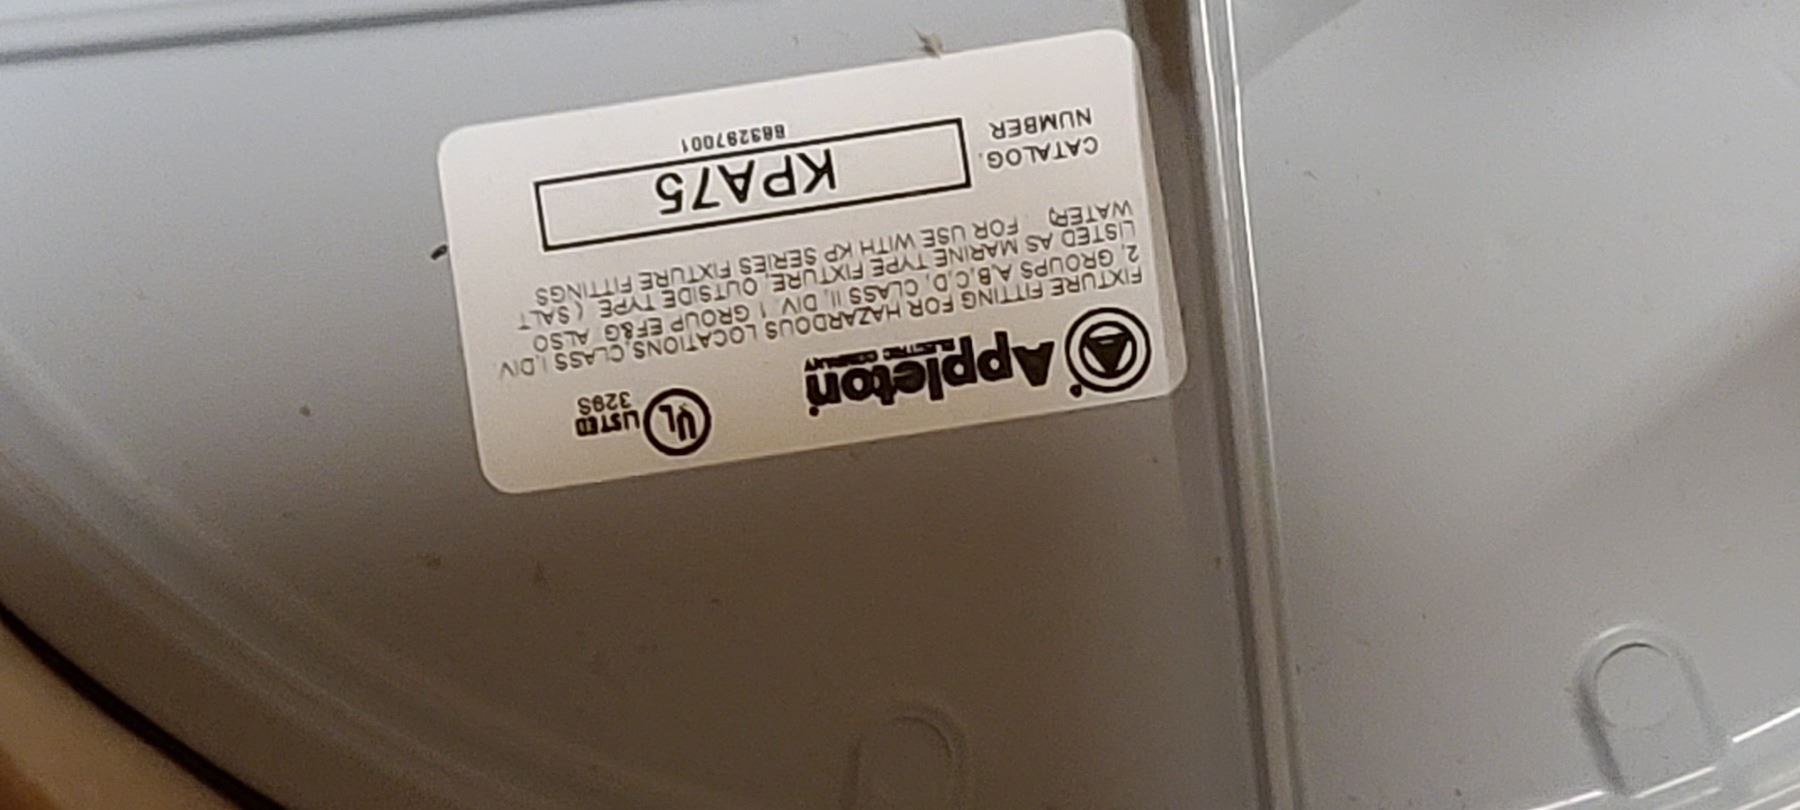 Appleton
ELECTRIC COMPANY
UL LISTED
329S
FIXTURE FITTING FOR HAZARDOUS LOCATIONS, CLASS I, DIV.
2, GROUPS A,B,C,D, CLASS II, DIV 1 GROUP EF&G, ALSO
LISTED AS MARINE TYPE FIXTURE, OUTSIDE TYPE (SALT
WATER) FOR USE WITH KP SERIES FIXTURE FITTINGS
CATALOG.
NUMBER
KPA75
883297001